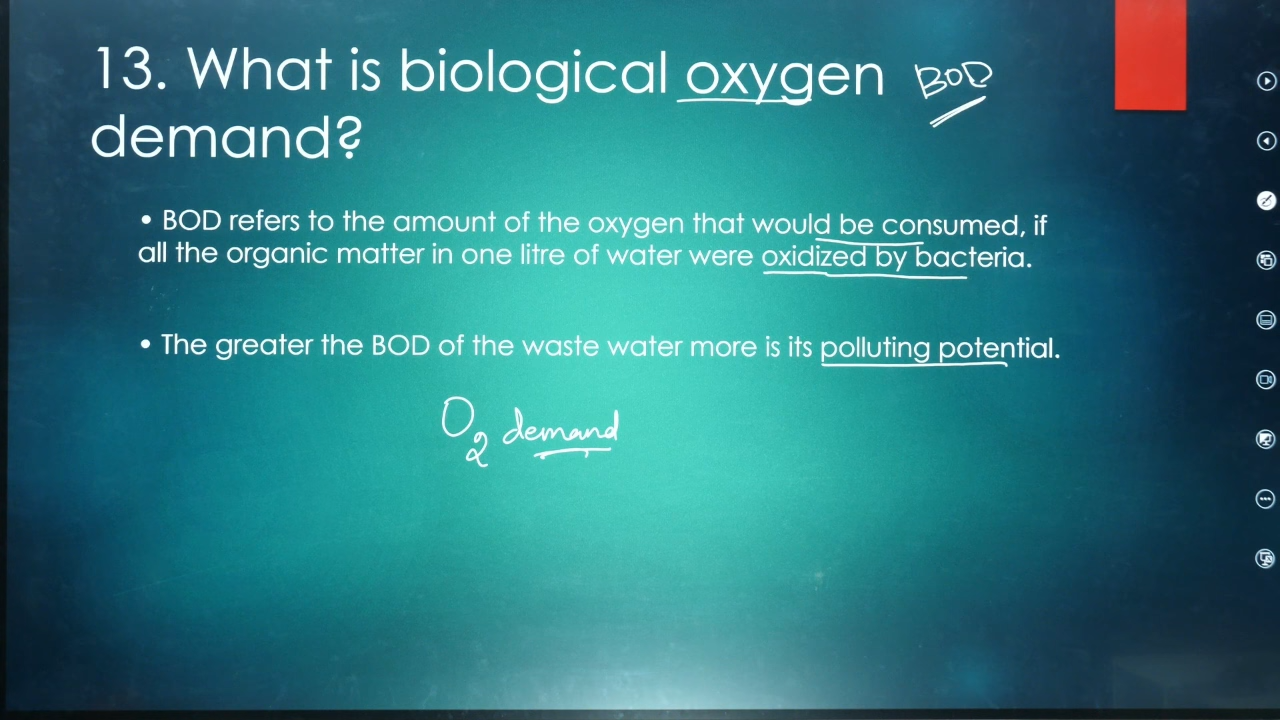 13. What is biological oxygen BOD
demand?
• BOD refers to the amount of the oxygen that would be consumed, if
all the organic matter in one litre of water were oxidized by bacteria.
• The greater the BOD of the waste water more is its polluting potential.
O₂ demand